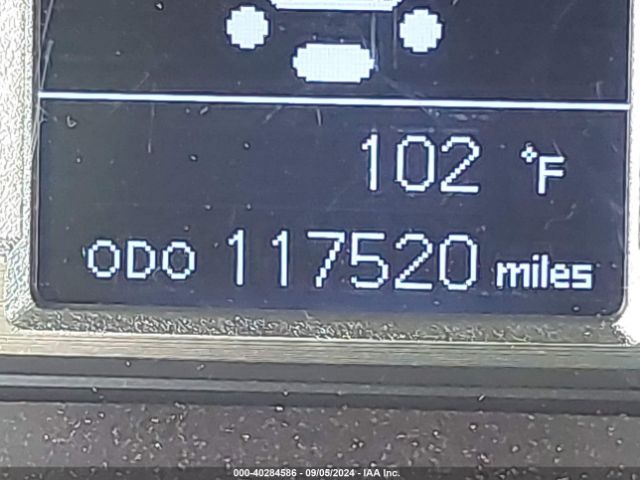 102 °F
ODO 117520 miles
000-40284586 - 09/05/2024 - IAA Inc.